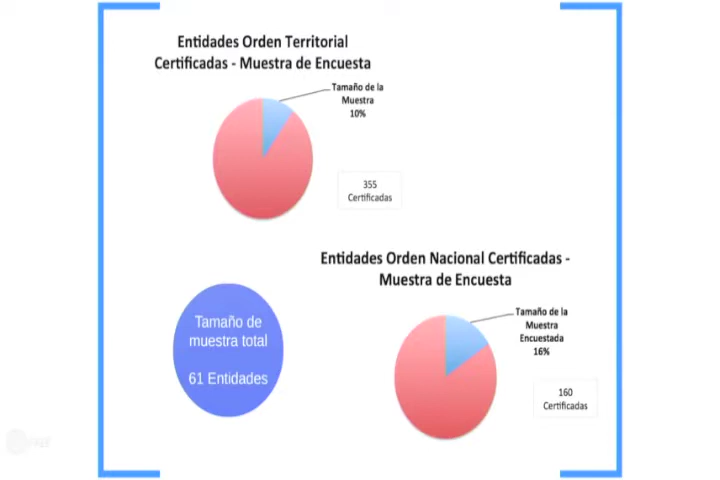 Entidades Orden Territorial
Certificadas - Muestra de Encuesta
Tamaño de la
Muestra
10%
355
Certificadas
Entidades Orden Nacional Certificadas -
Muestra de Encuesta
Tamaño de la
Muestra
Encuestada
16%
160
Certificadas
Tamaño de
muestra total
61 Entidades